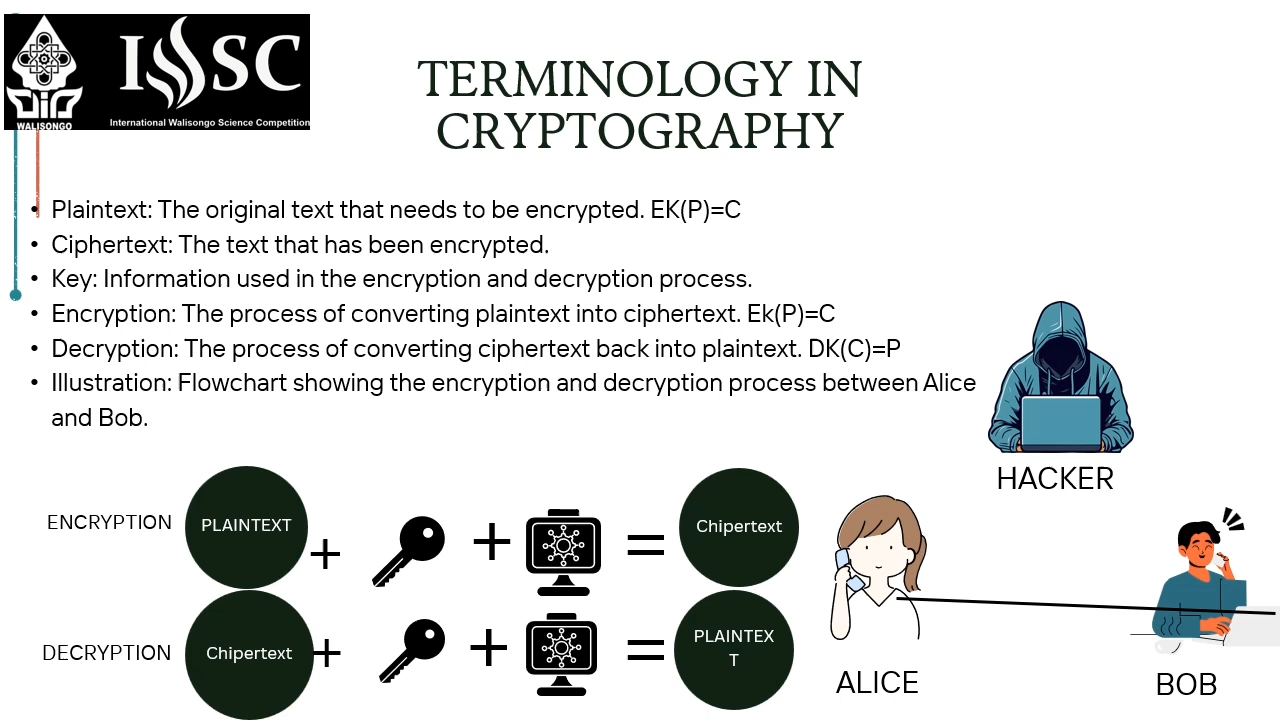 ISSC
WALISONGO
International Walisongo Science Competition
TERMINOLOGY IN
CRYPTOGRAPHY
• Plaintext: The original text that needs to be encrypted. EK(P)=C
• Ciphertext: The text that has been encrypted.
• Key: Information used in the encryption and decryption process.
• Encryption: The process of converting plaintext into ciphertext. Ek(P)=C
• Decryption: The process of converting ciphertext back into plaintext. DK(C)=P
• Illustration: Flowchart showing the encryption and decryption process between Alice
and Bob.
HACKER
ENCRYPTION
PLAINTEXT
+
+
=
Chipertext
DECRYPTION
Chipertext
+
+
=
PLAINTEX
T
ALICE
BOB